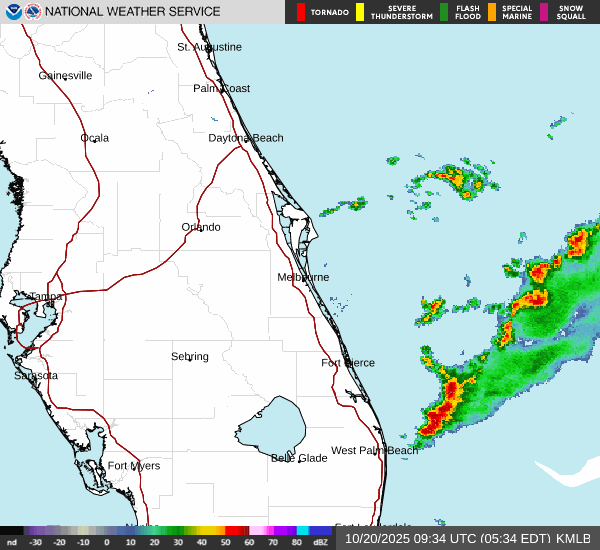 NATIONAL WEATHER SERVICE
TORNADO
SEVERE
THUNDERSTORM
FLASH
FLOOD
SPECIAL
MARINE
SNOW
SQUALL
St. Augustine
Gainesville
Palm Coast
Ocala
Daytona Beach
Orlando
Melbourne
Tampa
Sebring
Fort Pierce
Sarasota
West Palm Beach
Belle Glade
Fort Myers
nd -30 -20 -10 0 10 20 30 40 50 60 70 80 dBZ
10/20/2025 09:34 UTC (05:34 EDT) KMLB